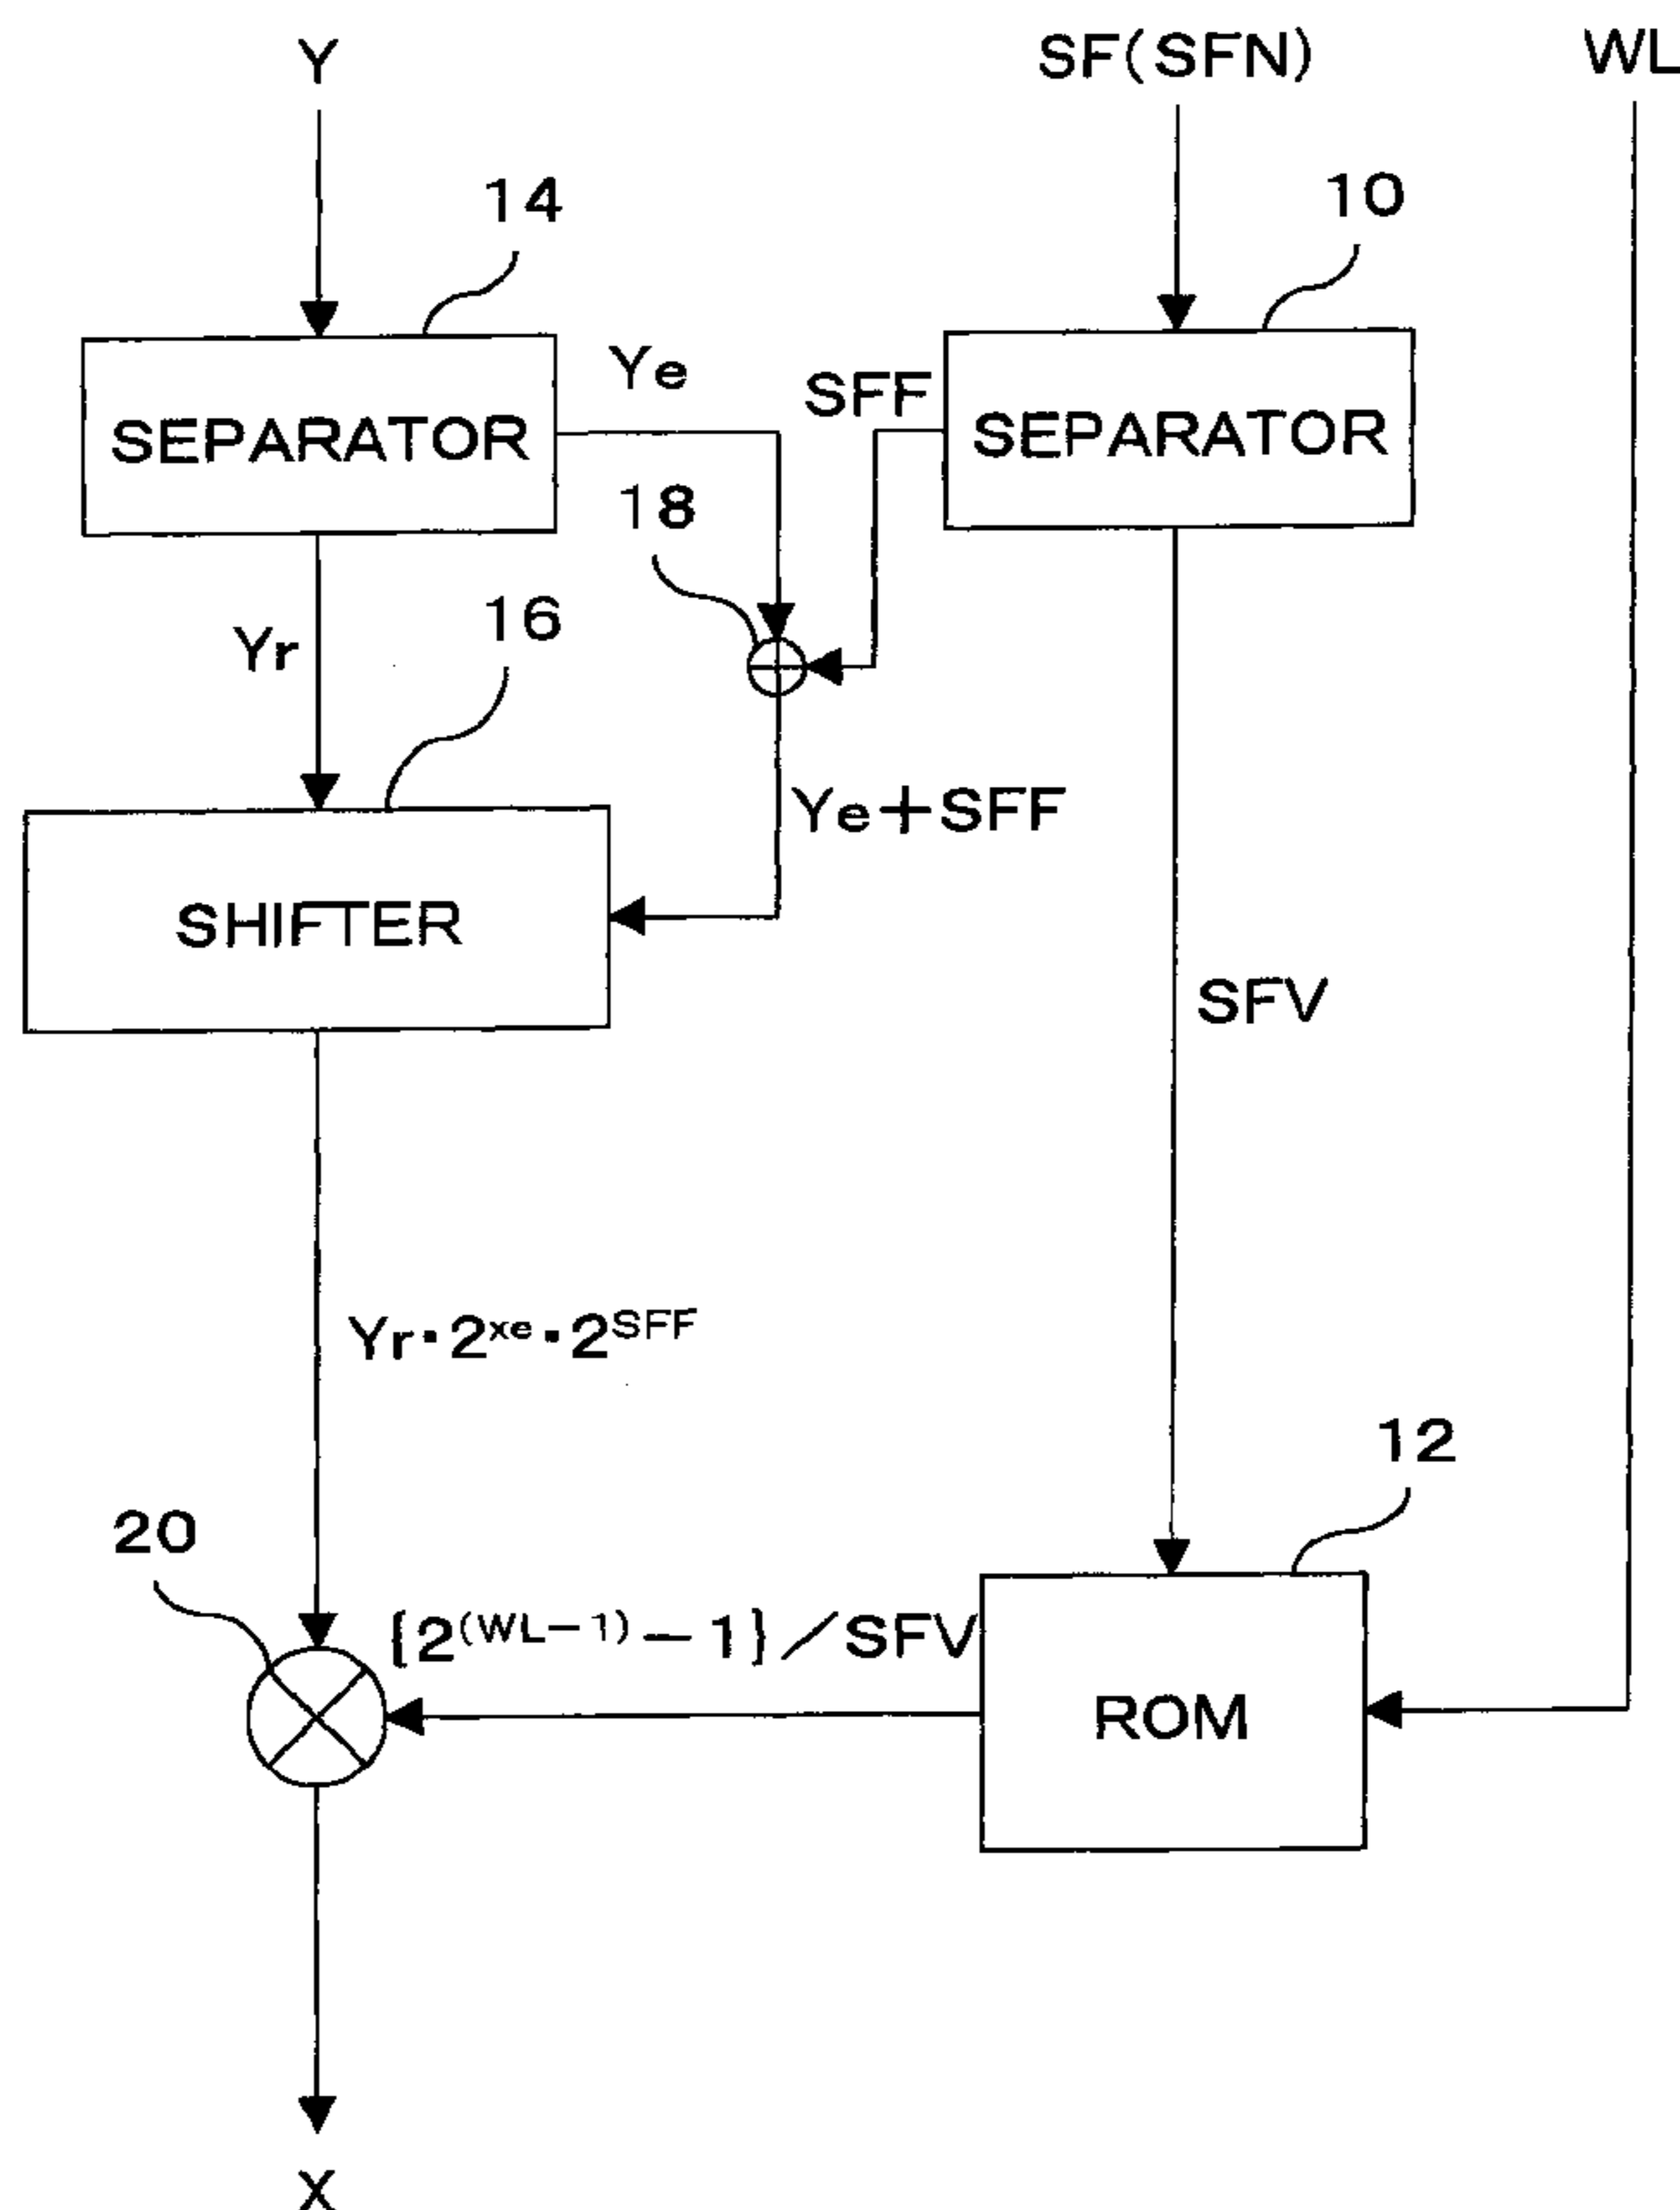 Y
SF(SFN)
WL
14
10
Ye
SFF
SEPARATOR
SEPARATOR
18
16
Yr
Ye+SFF
SHIFTER
SFV
Yr・2^xe・2^SFF
12
20
{2^(WL-1)-1}/SFV
ROM
X